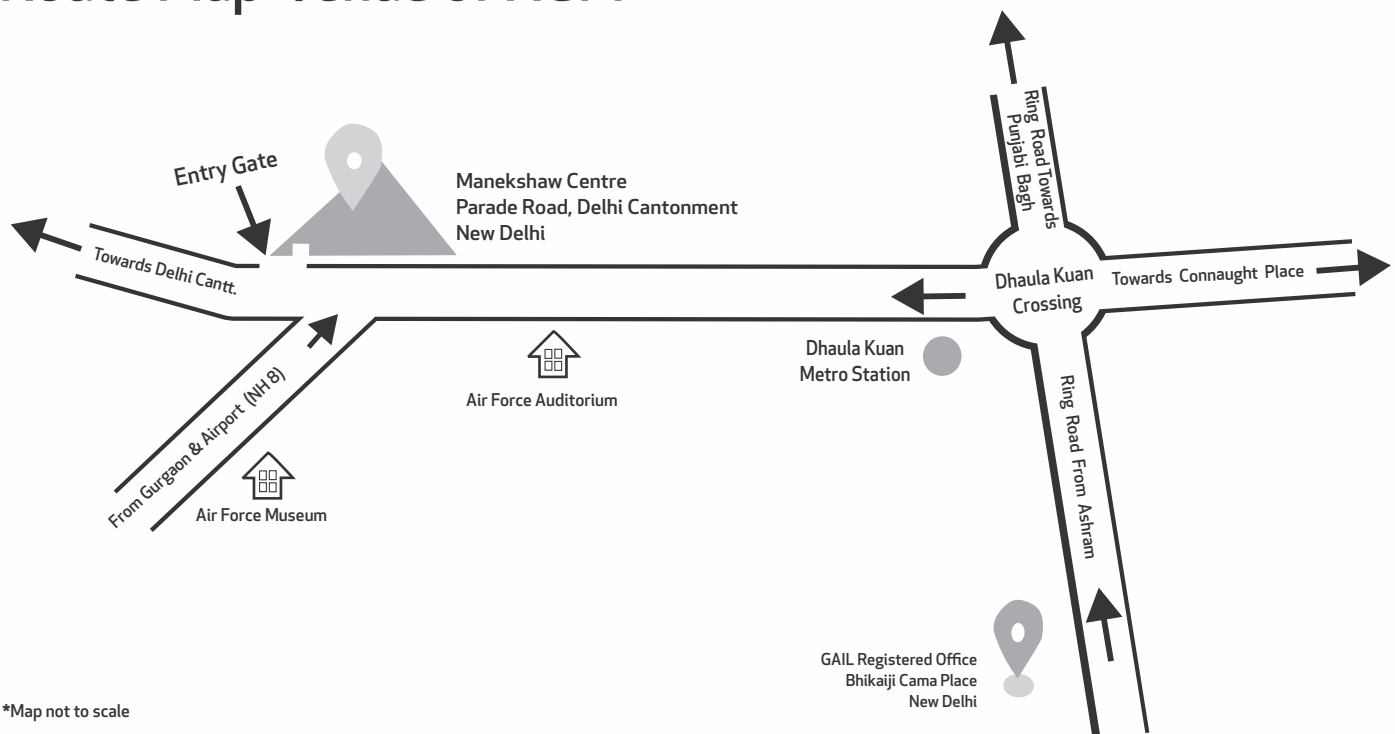 Entry Gate
Manekshaw Centre
Parade Road, Delhi Cantonment
New Delhi
Ring Road Towards
Punjabi Bagh
Towards Delhi Cantt.
Dhaula Kuan
Crossing
Towards Connaught Place
Dhaula Kuan
Metro Station
Air Force Auditorium
From Gurgaon & Airport (NH 8)
Air Force Museum
Ring Road From Ashram
GAIL Registered Office
Bhikaiji Cama Place
New Delhi
*Map not to scale